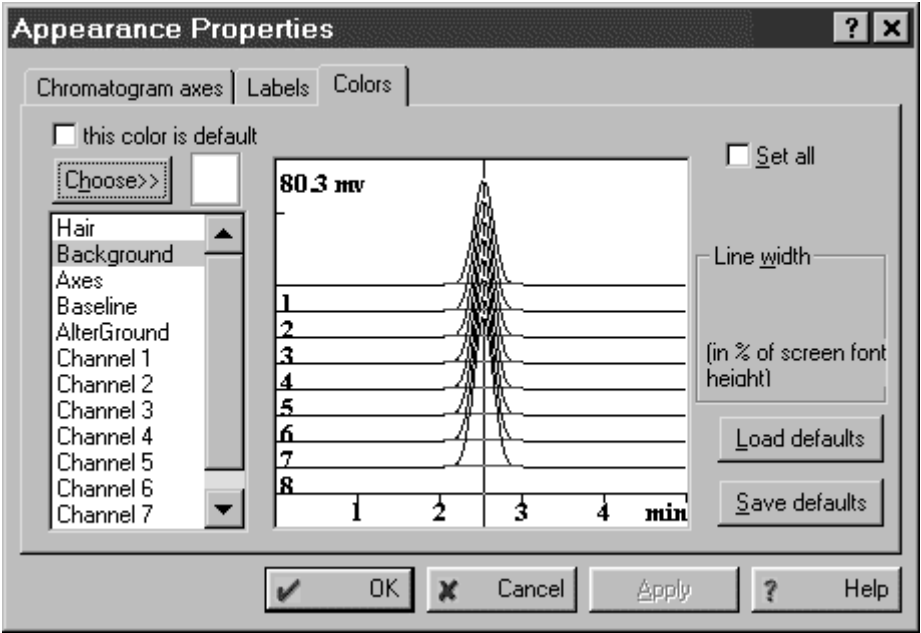 Appearance Properties
? ×
Chromatogram axes
Labels
Colors
this color is default
Choose>>
Hair
Background
Axes
Baseline
AlterGround
Channel 1
Channel 2
Channel 3
Channel 4
Channel 5
Channel 6
Channel 7
80.3 mv
1
2
3
4
5
6
7
8
1 2 3 4 min
Set all
Line width
(in % of screen font
height)
Load defaults
Save defaults
OK
Cancel
Apply
? Help